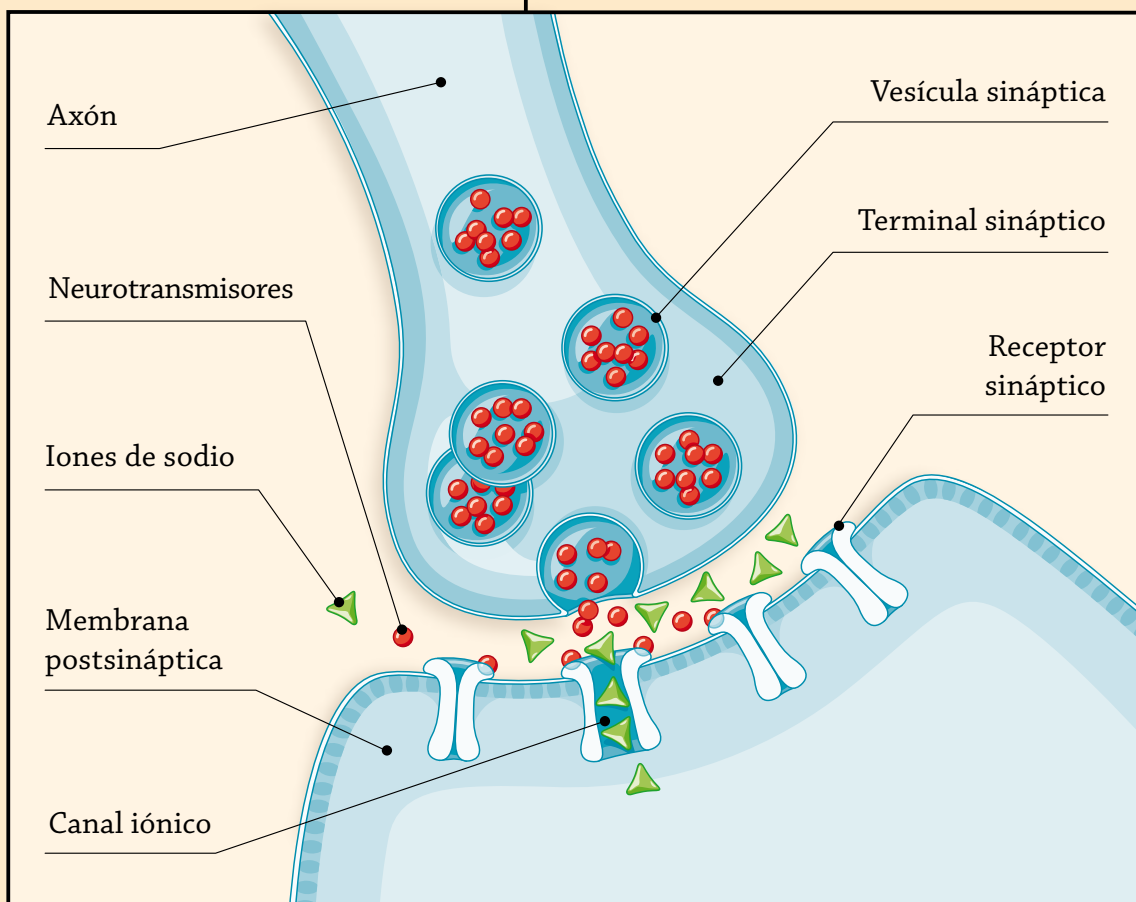 Axón
Neurotransmisores
Iones de sodio
Membrana
postsináptica
Canal iónico
Vesícula sináptica
Terminal sináptico
Receptor
sináptico